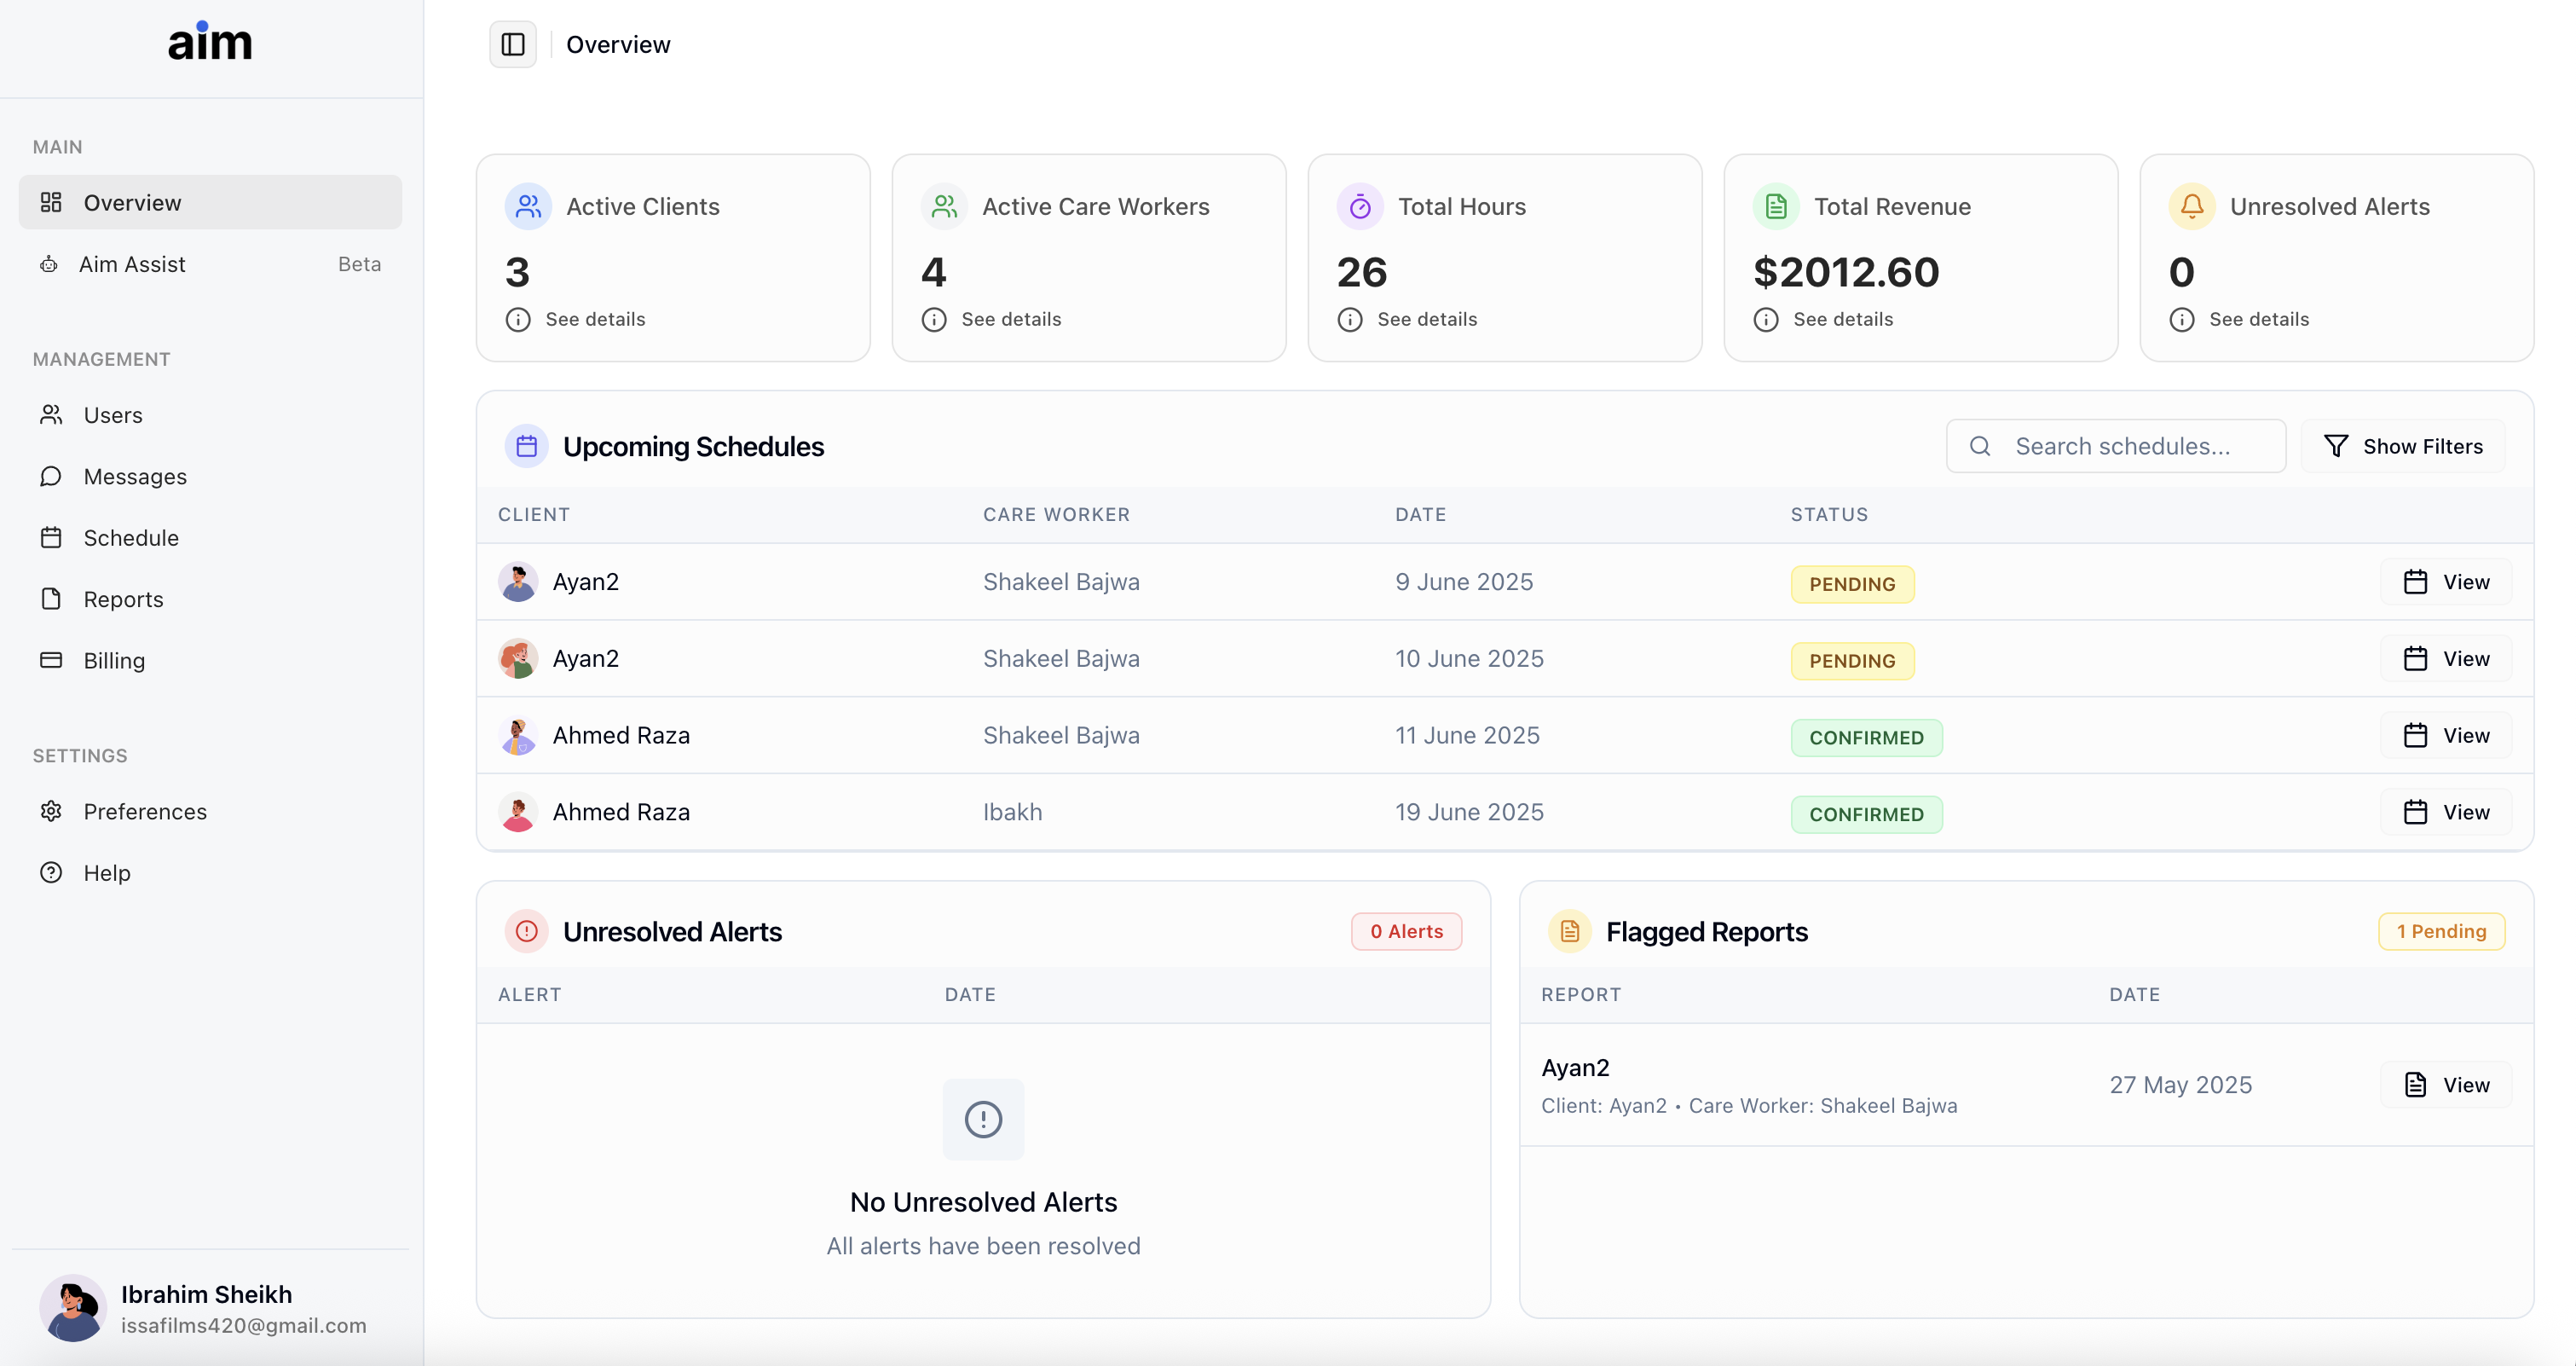 aim
Overview
MAIN
Overview
Aim Assist Beta
MANAGEMENT
Users
Messages
Schedule
Reports
Billing
SETTINGS
Preferences
Help
Ibrahim Sheikh
issafilms420@gmail.com
Active Clients
3
See details
Active Care Workers
4
See details
Total Hours
26
See details
Total Revenue
$2012.60
See details
Unresolved Alerts
0
See details
Upcoming Schedules Search schedules... Show Filters
CLIENT CARE WORKER DATE STATUS
Ayan2 Shakeel Bajwa 9 June 2025 PENDING View
Ayan2 Shakeel Bajwa 10 June 2025 PENDING View
Ahmed Raza Shakeel Bajwa 11 June 2025 CONFIRMED View
Ahmed Raza Ibakh 19 June 2025 CONFIRMED View
Unresolved Alerts 0 Alerts
ALERT DATE
No Unresolved Alerts
All alerts have been resolved
Flagged Reports 1 Pending
REPORT DATE
Ayan2
Client: Ayan2 • Care Worker: Shakeel Bajwa
27 May 2025 View